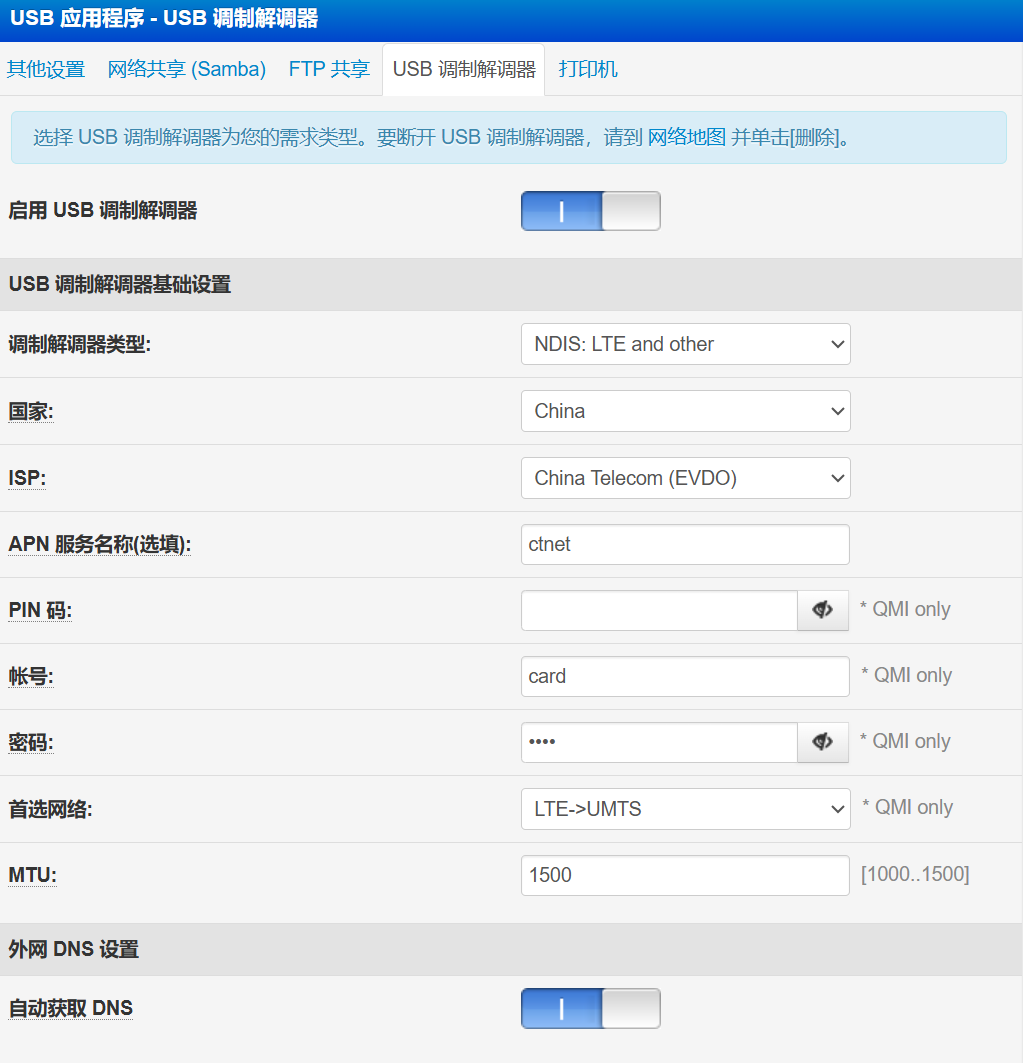 USB 应用程序 - USB 调制解调器
其他设置 网络共享 (Samba) FTP 共享 USB 调制解调器 打印机
选择 USB 调制解调器为您的需求类型。要断开 USB 调制解调器，请到 网络地图 并单击[删除]。
启用 USB 调制解调器
USB 调制解调器基础设置
调制解调器类型: NDIS: LTE and other
国家: China
ISP: China Telecom (EVDO)
APN 服务名称(选填): ctnet
PIN 码: * QMI only
帐号: card * QMI only
密码: •••• * QMI only
首选网络: LTE->UMTS * QMI only
MTU: 1500 [1000..1500]
外网 DNS 设置
自动获取 DNS